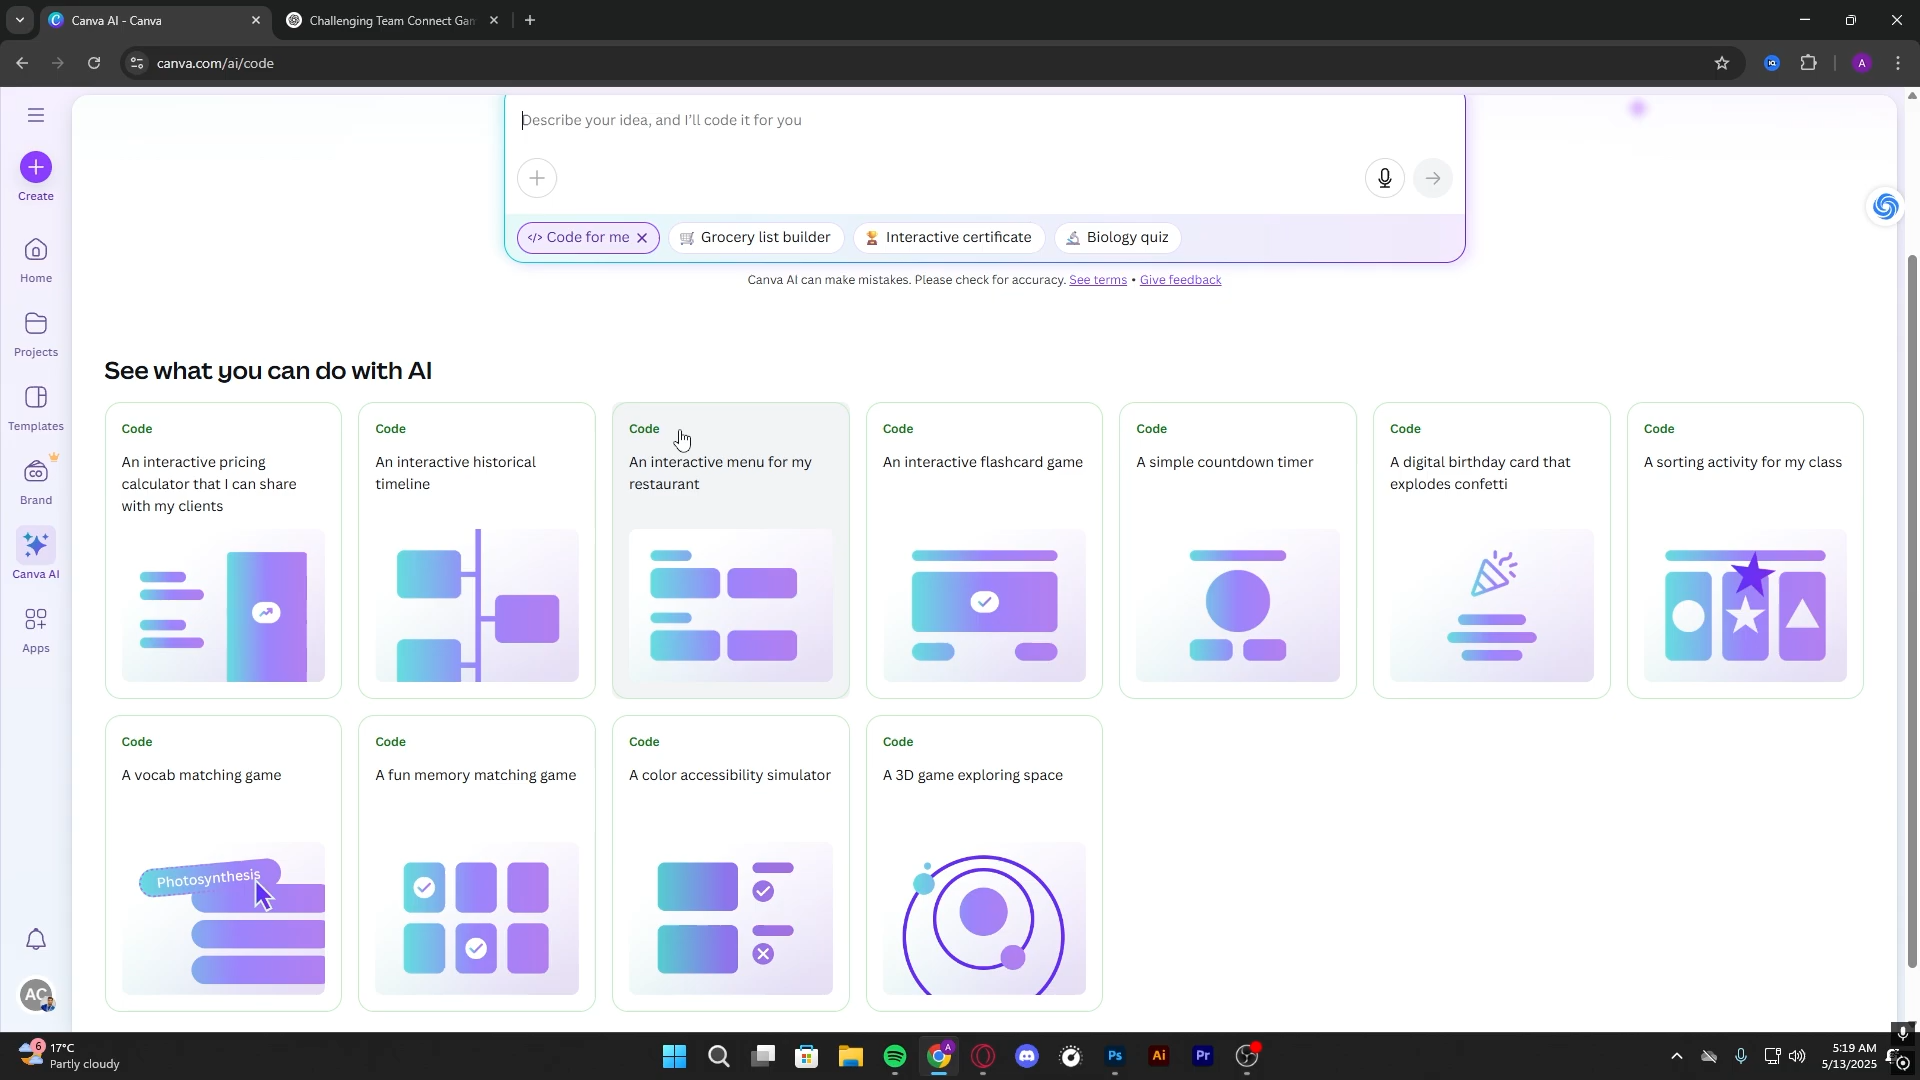 Canva AI - Canva
Challenging Team Connect Gam
canva.com/ai/code
A
Create
Home
Projects
Templates
Brand
Canva AI
Apps
AC
Describe your idea, and I'll code it for you
</> Code for me
Grocery list builder
Interactive certificate
Biology quiz
Canva AI can make mistakes. Please check for accuracy. See terms • Give feedback
See what you can do with AI
Code
An interactive pricing
calculator that I can share
with my clients
Code
An interactive historical
timeline
Code
An interactive menu for my
restaurant
Code
An interactive flashcard game
Code
A simple countdown timer
Code
A digital birthday card that
explodes confetti
Code
A sorting activity for my class
Code
A vocab matching game
Photosynthesis
Code
A fun memory matching game
Code
A color accessibility simulator
Code
A 3D game exploring space
6
17°C
Partly cloudy
A
Ps
Ai
Pr
5:19 AM
5/13/2025